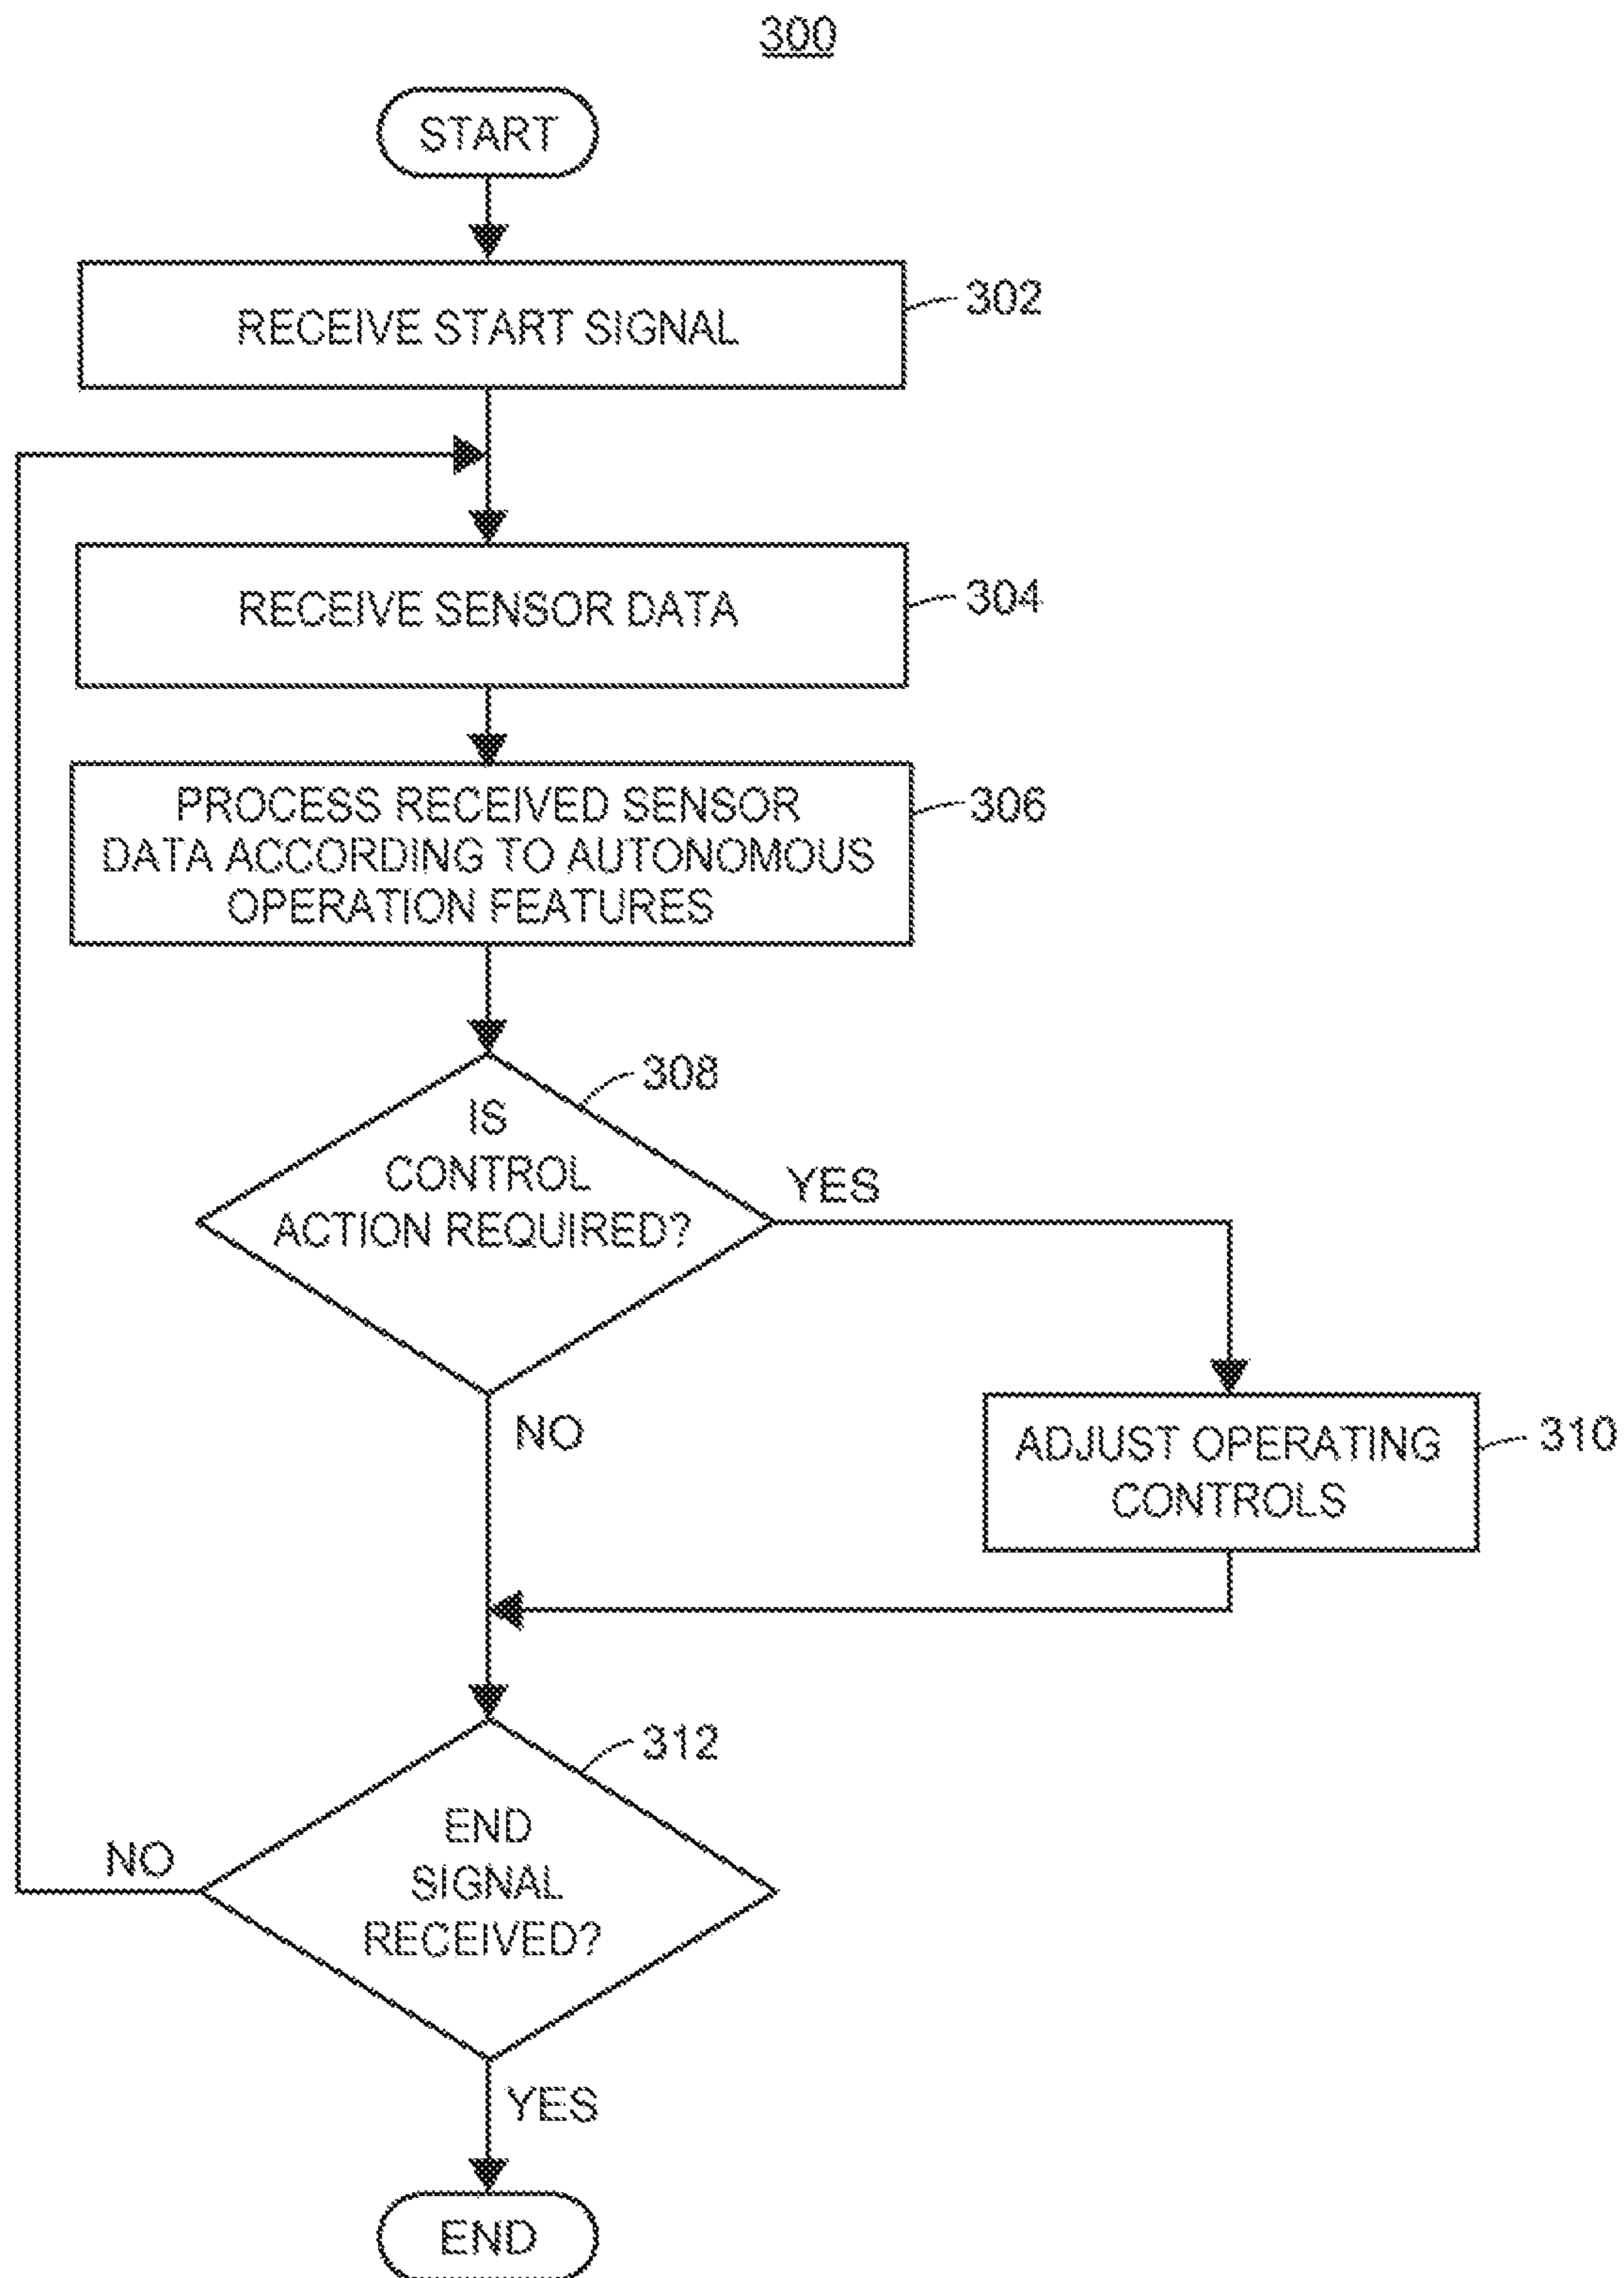 300
START
RECEIVE START SIGNAL
302
RECEIVE SENSOR DATA
304
PROCESS RECEIVED SENSOR
DATA ACCORDING TO AUTONOMOUS
OPERATION FEATURES
306
308
IS
CONTROL
ACTION REQUIRED?
YES
NO
ADJUST OPERATING
CONTROLS
310
312
END
SIGNAL
RECEIVED?
NO
YES
END